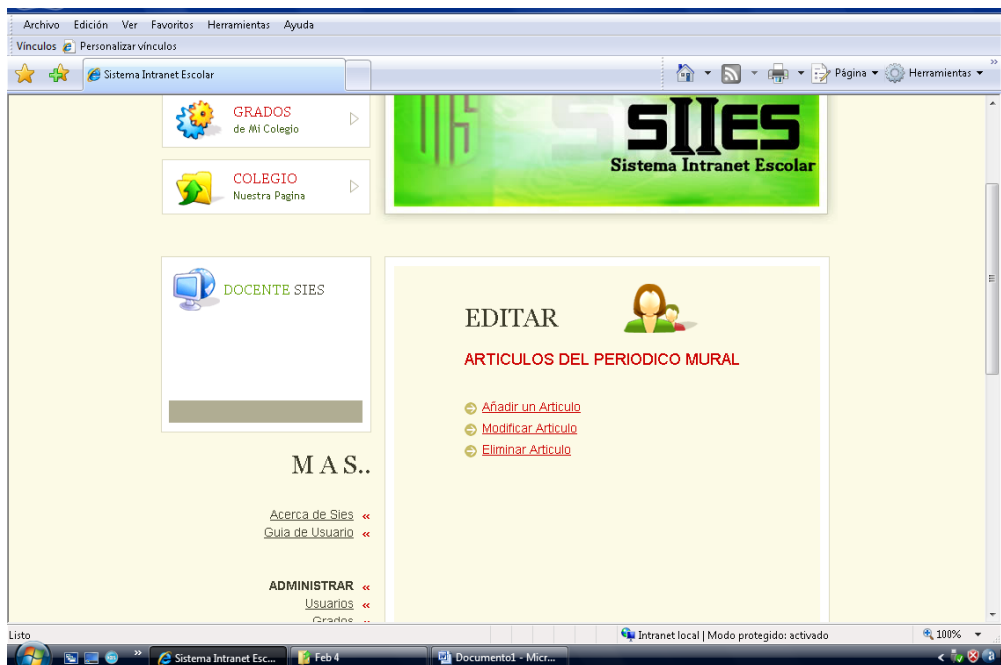 Archivo Edición Ver Favoritos Herramientas Ayuda
Vínculos Personalizar vínculos
Sistema Intranet Escolar
Página Herramientas
GRADOS
de Mi Colegio
COLEGIO
Nuestra Pagina
SIIES
Sistema Intranet Escolar
DOCENTE SIES
EDITAR
ARTICULOS DEL PERIODICO MURAL
Añadir un Articulo
Modificar Articulo
Eliminar Articulo
M A S..
Acerca de Sies «
Guia de Usuario «
ADMINISTRAR «
Usuarios «
Grados «
Listo
Intranet local | Modo protegido: activado
100%
Sistema Intranet Esc...
Feb 4
Documento1 - Micr...